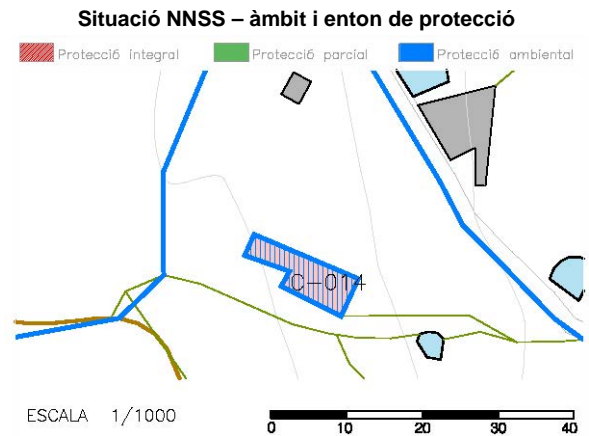 Situació NNSS – àmbit i enton de protecció
Protecció integral Protecció parcial Protecció ambiental
C-014
ESCALA 1/1000
0 10 20 30 40